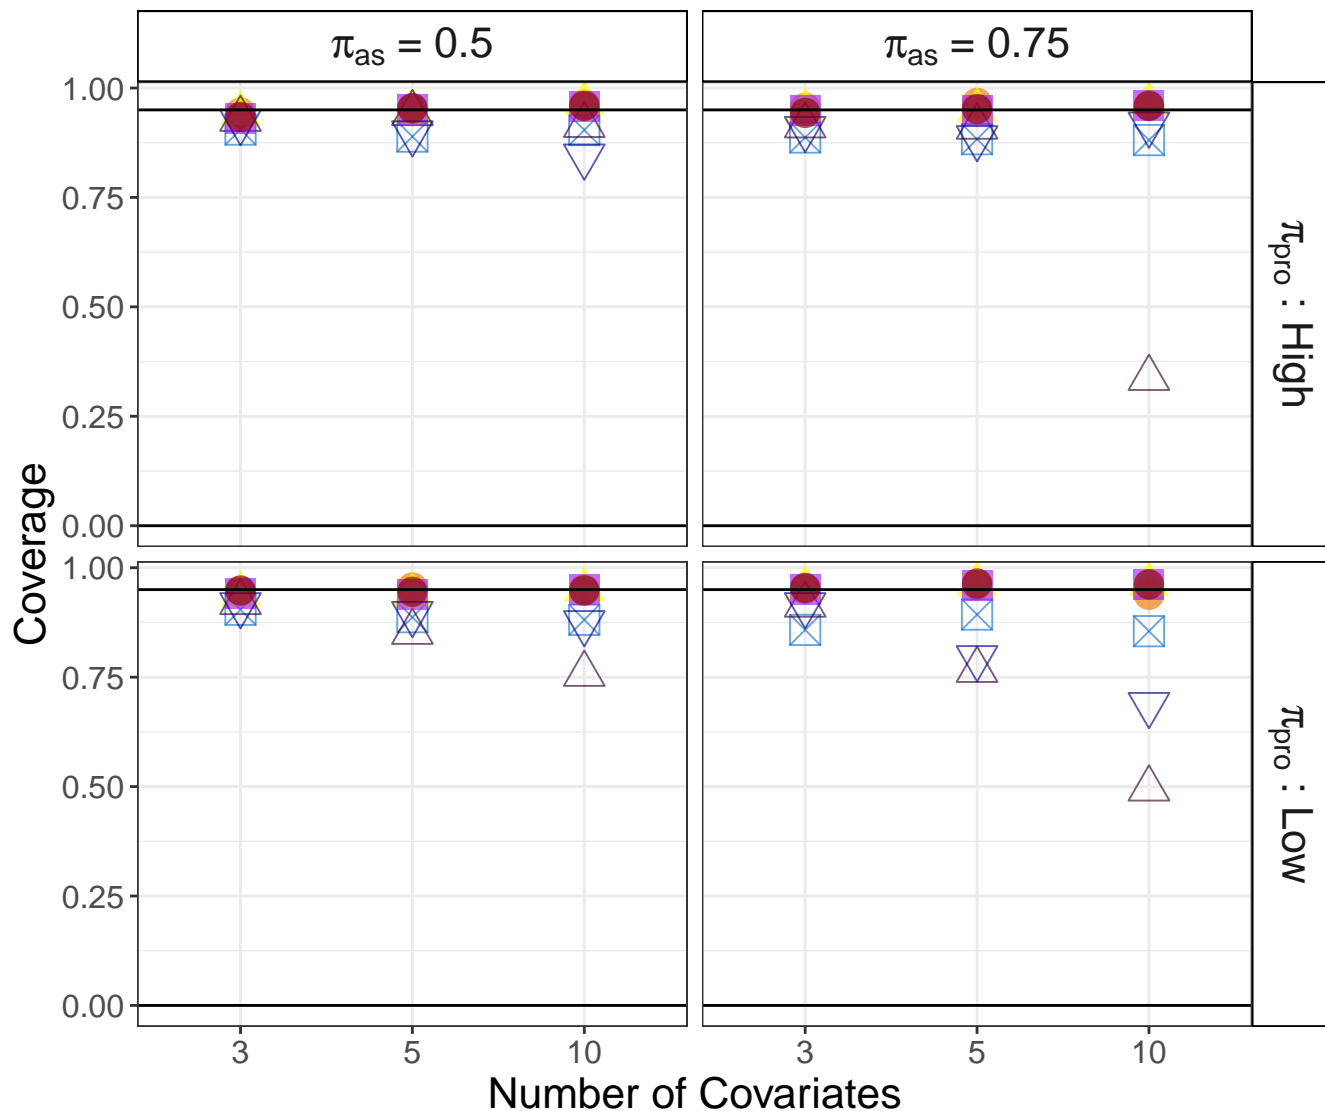 π_as = 0.5
π_as = 0.75
1.00
0.75
0.50
0.25
0.00
π_pro : High
1.00
0.75
0.50
0.25
0.00
π_pro : Low
Coverage
3 5 10
3 5 10
Number of Covariates